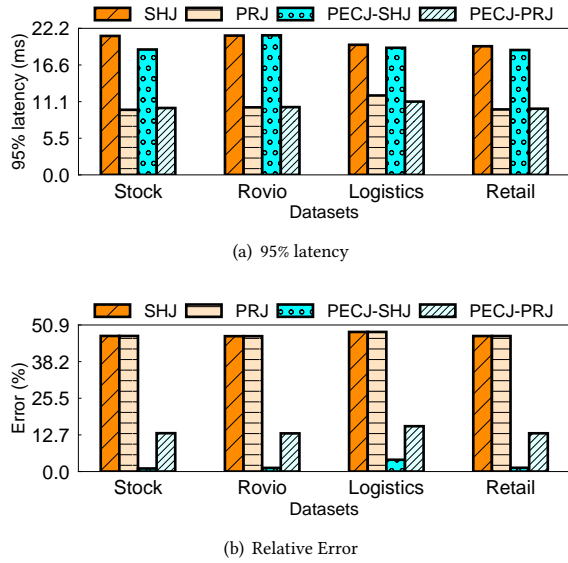 SHJ PRJ PECJ-SHJ PECJ-PRJ
95% latency (ms)
22.2
16.6
11.1
5.5
0.0
Stock Rovio Logistics Retail
Datasets
(a) 95% latency
SHJ PRJ PECJ-SHJ PECJ-PRJ
Error (%)
50.9
38.2
25.5
12.7
0.0
Stock Rovio Logistics Retail
Datasets
(b) Relative Error